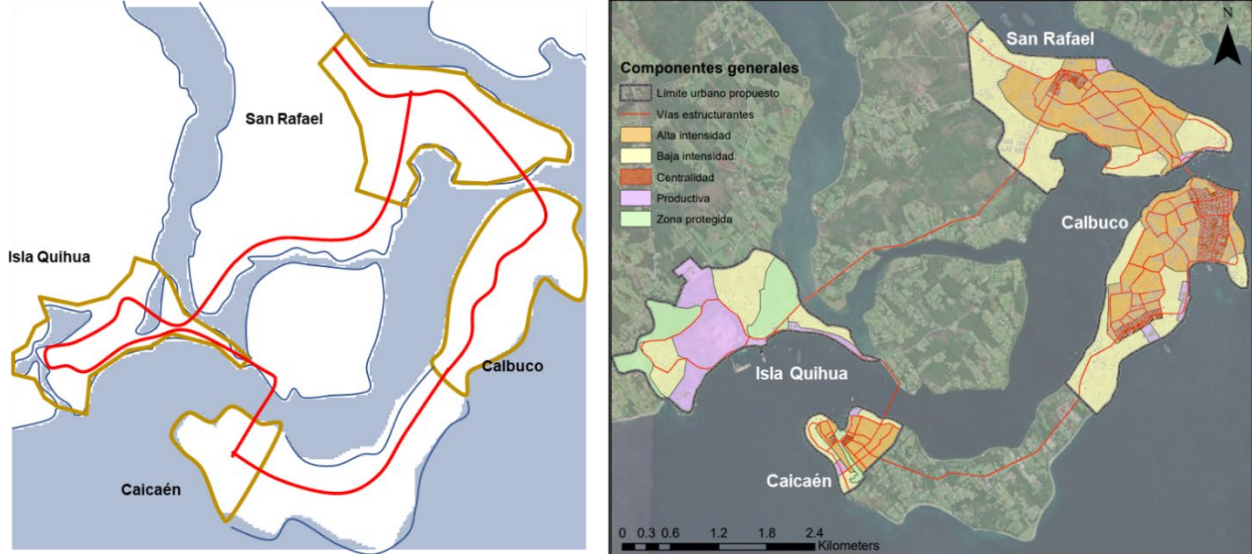 San Rafael
Isla Quihua
Calbuco
Caicaén
N
San Rafael
Componentes generales
Límite urbano propuesto
Vías estructurantes
Alta intensidad
Baja intensidad
Centralidad
Productiva
Zona protegida
Calbuco
Isla Quihua
Caicaén
0 0.3 0.6 1.2 1.8 2.4
Kilometers